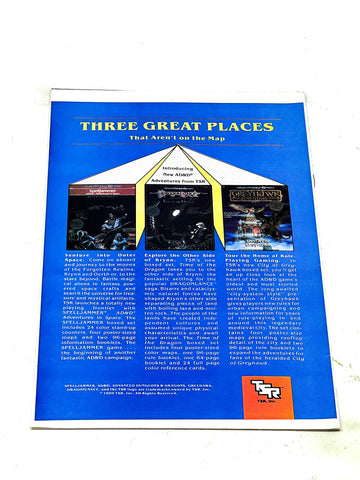 THREE GREAT PLACES
That Aren't on the Map
Introducing
New AD&D®
Adventures from TSR
Spelljammer
GREYHAWK
Venture into Outer
Space. Come on aboard
and journey to the moons
of the Forgotten Realms,
Krynn and Oerth or, to the
stars beyond. Battle magi-
cal aliens in fantasy pow-
ered space crafts and
search the universe for trea-
sure and mystical artifacts.
TSR launches a totally new
playing frontier with
SPELLJAMMER™ AD&D®
Adventures in Space. The
SPELLJAMMER boxed set
includes 24 color stand-up
counters, four poster-sized
maps and two 96-page
information booklets. The
SPELLJAMMER game . . .
the beginning of another
fantastic AD&D campaign.
Explore the Other Side
of Krynn. TSR's new
boxed set, Time of the
Dragon takes you to the
other side of Krynn, the
fantastic setting for the
popular DRAGONLANCE®
saga. Bizarre and cataclys-
mic natural forces have
shaped Krynn's other side
separating pieces of land
with boiling lava and mol-
ten rock. The people of the
lands have created inde-
pendent cultures and
assumed unique physical
characteristics and await
your arrival. The Time of
the Dragon boxed set
includes four poster-sized
color maps, one 96-page
rule booklet, one 64-page
booklet and 24 full page
color reference cards.
Tour the Home of Role-
Playing Gaming. In
TSR's new City of Grey-
hawk boxed set, you'll get
an up close look at the
heart of the AD&D game's
oldest and most storied
world. The long awaited
"city system style" pre-
sentation of Greyhawk
gives players new rules for
urban campaigning and
new information for years
of role-playing in and
around this legendary
medieval city. The set con-
tains four poster-sized
maps providing rooftop
detail of the city and two
96-page rule booklets to
expand the adventures for
fans of the heralded City
of Greyhawk.
SPELLJAMMER, AD&D, ADVANCED DUNGEONS & DRAGONS, GREYHAWK,
DRAGONLANCE, and the TSR logo are trademarks owned by TSR, Inc.
©1989 TSR, Inc. All Rights Reserved.
TSR
TSR, Inc.